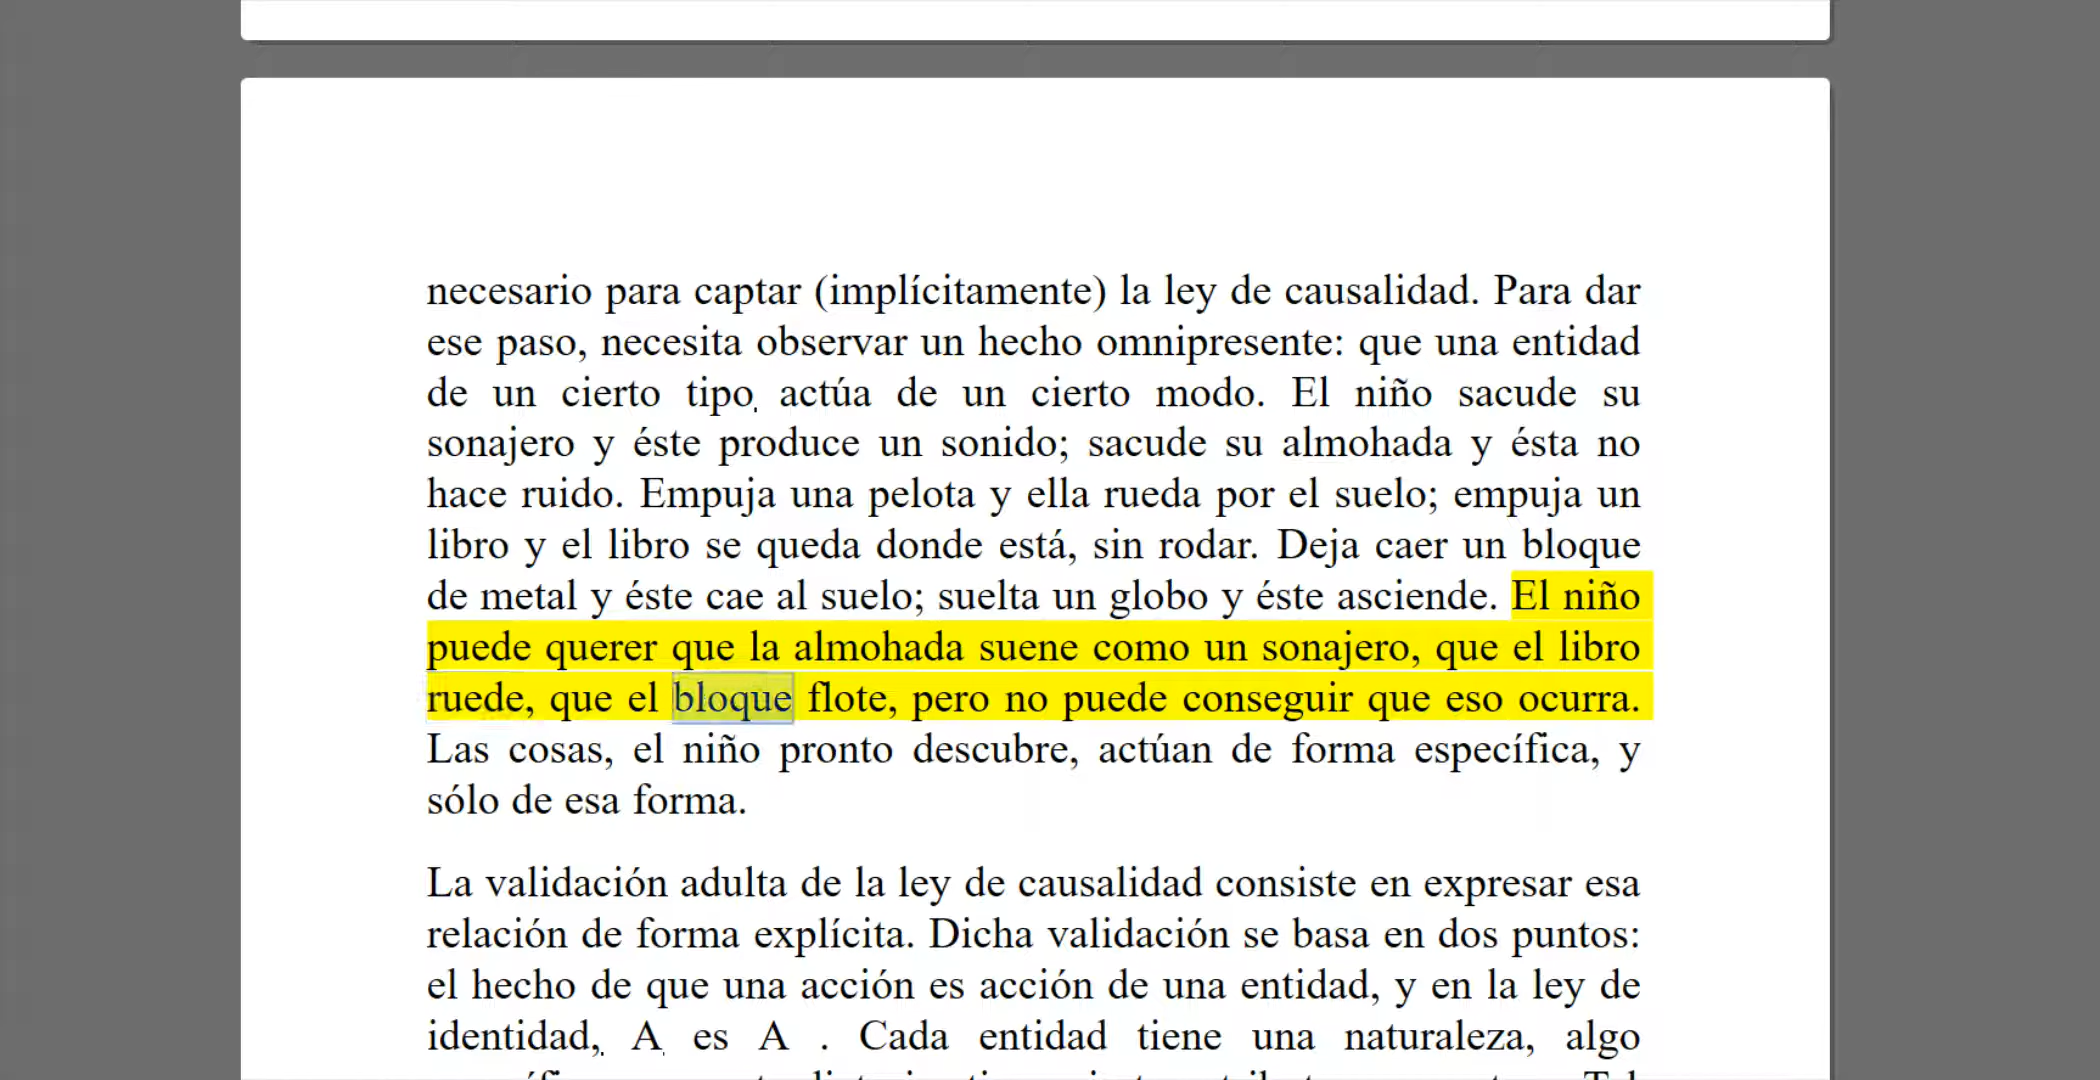 necesario para captar (implícitamente) la ley de causalidad. Para dar
ese paso, necesita observar un hecho omnipresente: que una entidad
de un cierto tipo, actúa de un cierto modo. El niño sacude su
sonajero y éste produce un sonido; sacude su almohada y ésta no
hace ruido. Empuja una pelota y ella rueda por el suelo; empuja un
libro y el libro se queda donde está, sin rodar. Deja caer un bloque
de metal y éste cae al suelo; suelta un globo y éste asciende. El niño
puede querer que la almohada suene como un sonajero, que el libro
ruede, que el bloque flote, pero no puede conseguir que eso ocurra.
Las cosas, el niño pronto descubre, actúan de forma específica, y
sólo de esa forma.
La validación adulta de la ley de causalidad consiste en expresar esa
relación de forma explícita. Dicha validación se basa en dos puntos:
el hecho de que una acción es acción de una entidad, y en la ley de
identidad, A es A . Cada entidad tiene una naturaleza, algo